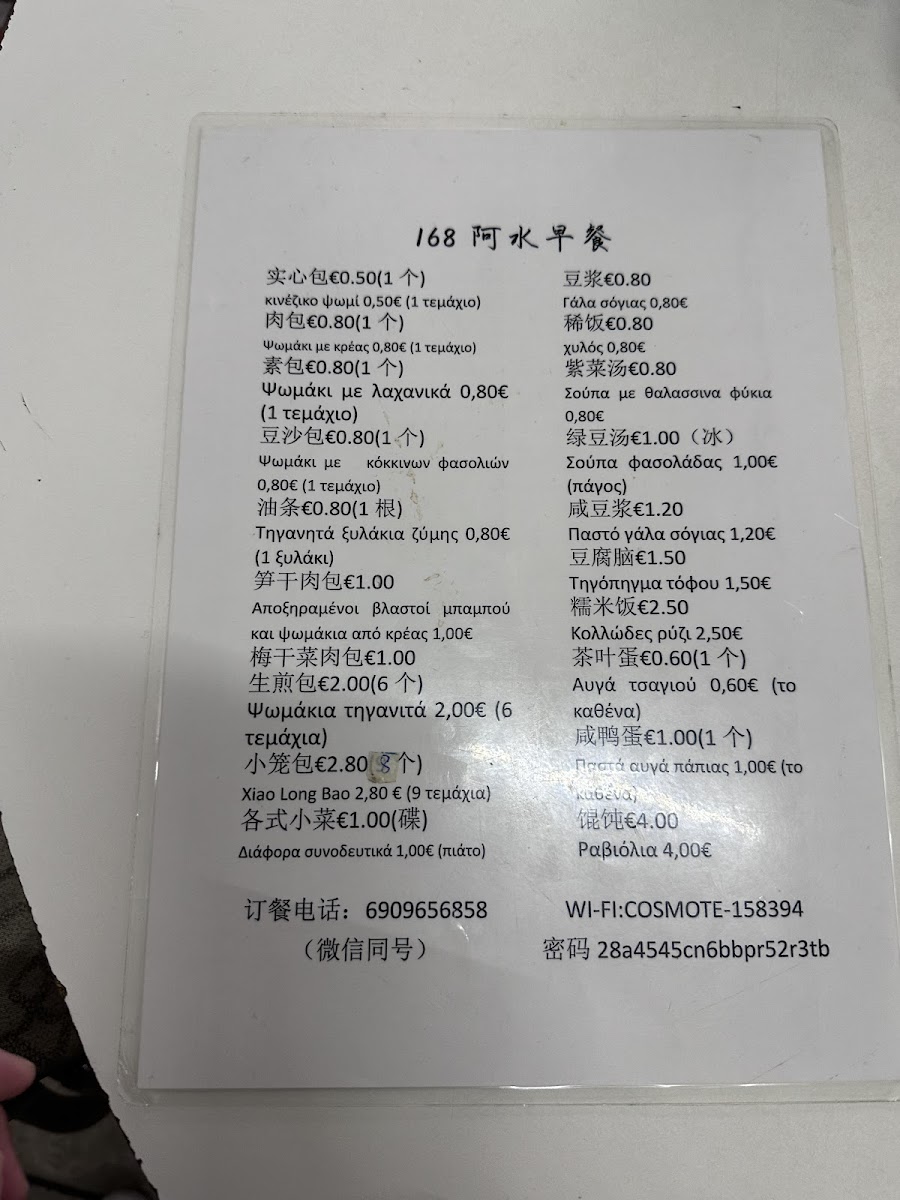 168 阿水早餐
实心包€0.50(1 个)
κινέζικο ψωμί 0,50€ (1 τεμάχιο)
肉包€0.80(1 个)
Ψωμάκι με κρέας 0,80€ (1 τεμάχιο)
素包€0.80(1 个)
Ψωμάκι με λαχανικά 0,80€
(1 τεμάχιο)
豆沙包€0.80(1 个)
Ψωμάκι με κόκκινων φασολιών
0,80€ (1 τεμάχιο)
油条€0.80(1 根)
Τηγανητά ξυλάκια ζύμης 0,80€
(1 ξυλάκι)
笋干肉包€1.00
Αποξηραμένοι βλαστοί μπαμπού
και ψωμάκια από κρέας 1,00€
梅干菜肉包€1.00
生煎包€2.00(6 个)
Ψωμάκια τηγανιτά 2,00€ (6
τεμάχια)
小笼包€2.80 8个)
Xiao Long Bao 2,80 € (9 τεμάχια)
各式小菜€1.00(碟)
Διάφορα συνοδευτικά 1,00€ (πιάτο)
豆浆€0.80
Γάλα σόγιας 0,80€
稀饭€0.80
χυλός 0,80€
紫菜汤€0.80
Σούπα με θαλασσινα φύκια
0,80€
绿豆汤€1.00（冰）
Σούπα φασολάδας 1,00€
(πάγος)
咸豆浆€1.20
Παστό γάλα σόγιας 1,20€
豆腐脑€1.50
Τηγόπηγμα τόφου 1,50€
糯米饭€2.50
Κολλώδες ρύζι 2,50€
茶叶蛋€0.60(1 个)
Αυγά τσαγιού 0,60€ (το
καθένα)
咸鸭蛋€1.00(1 个)
Παστά αυγά πάπιας 1,00€ (το
καθένα)
馄饨€4.00
Ραβιόλια 4,00€
订餐电话：6909656858
（微信同号）
WI-FI:COSMOTE-158394
密码 28a4545cn6bbpr52r3tb